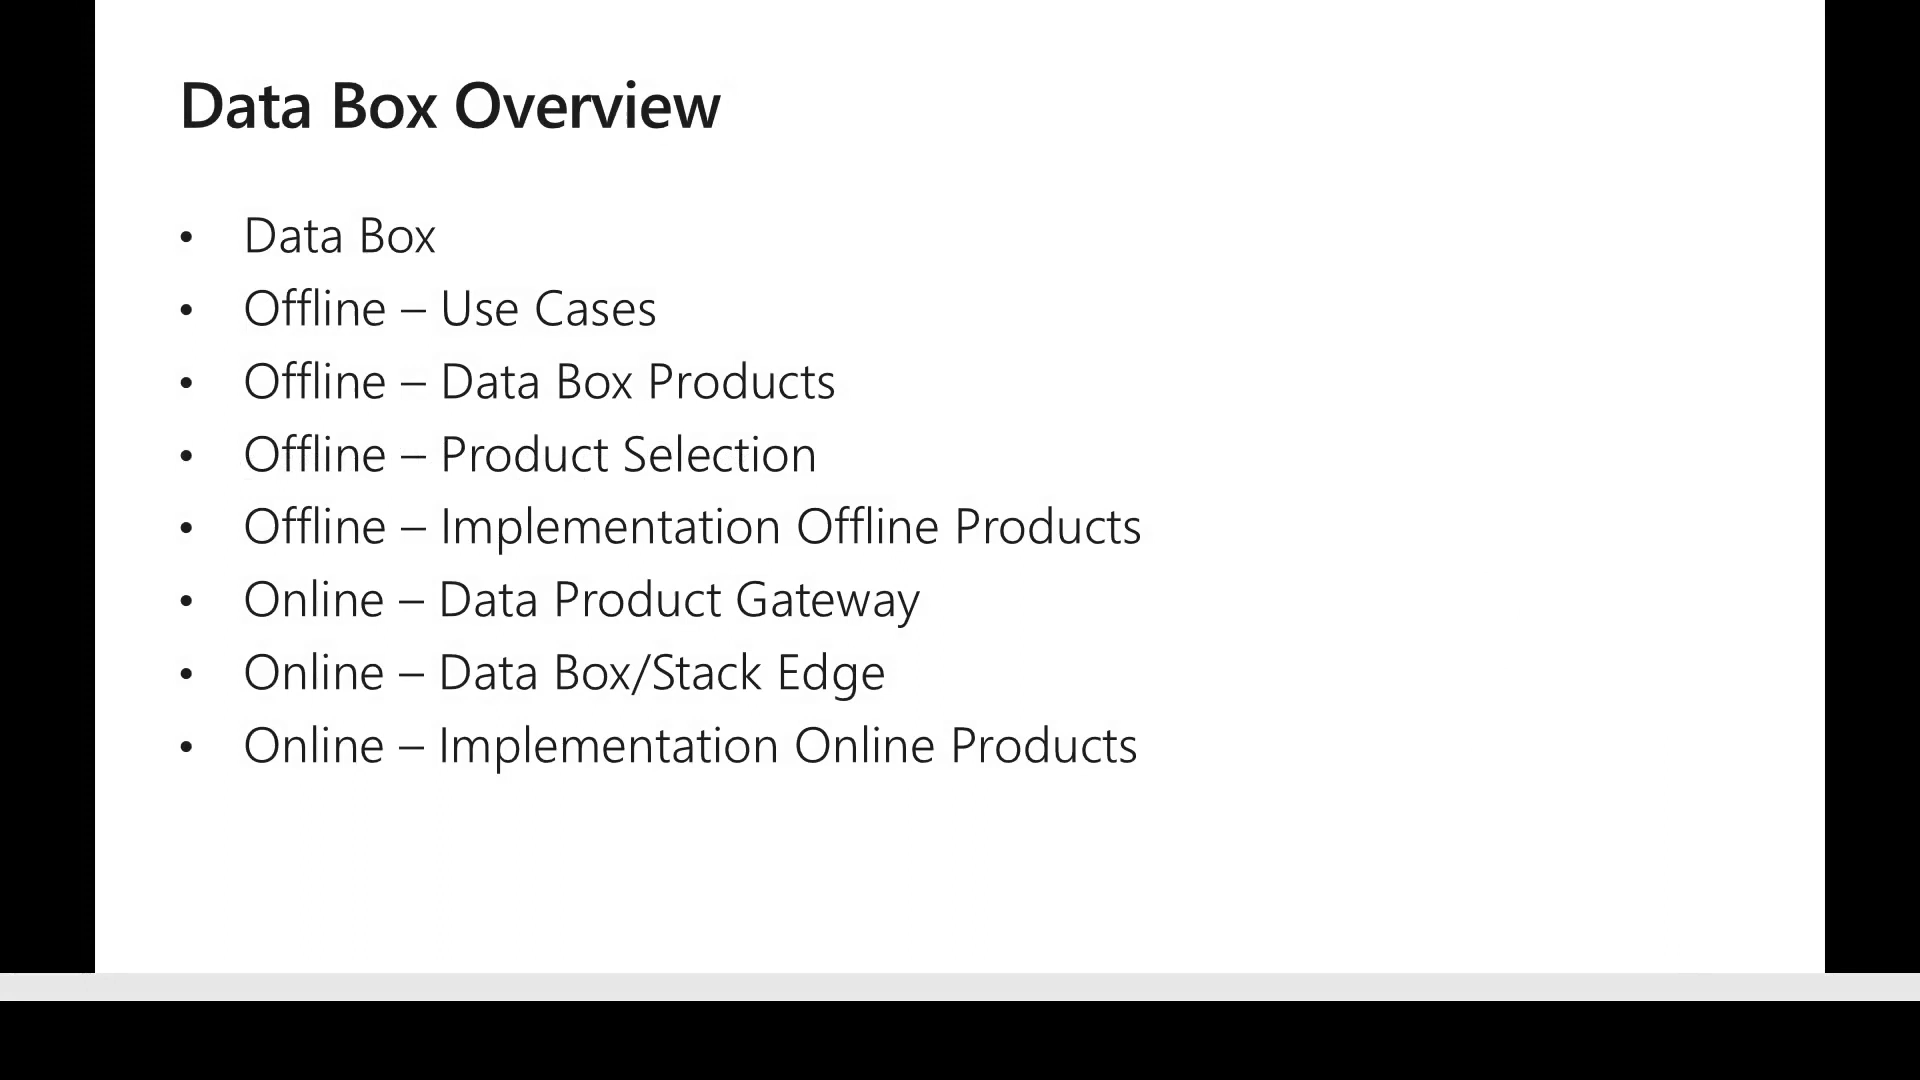 Data Box Overview
• Data Box
• Offline – Use Cases
• Offline – Data Box Products
• Offline – Product Selection
• Offline – Implementation Offline Products
• Online – Data Product Gateway
• Online – Data Box/Stack Edge
• Online – Implementation Online Products